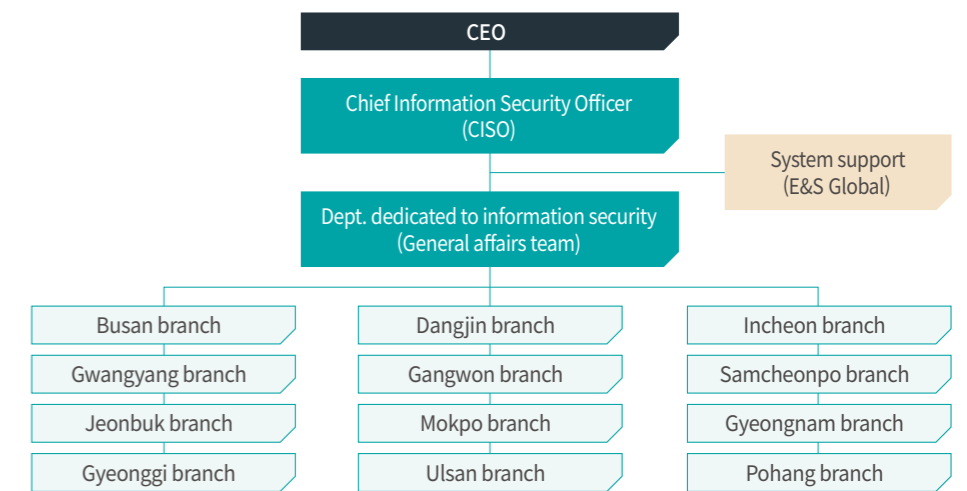 CEO
Chief Information Security Officer
(CISO)
System support
(E&S Global)
Dept. dedicated to information security
(General affairs team)
Busan branch
Dangjin branch
Incheon branch
Gwangyang branch
Gangwon branch
Samcheonpo branch
Jeonbuk branch
Mokpo branch
Gyeongnam branch
Gyeonggi branch
Ulsan branch
Pohang branch